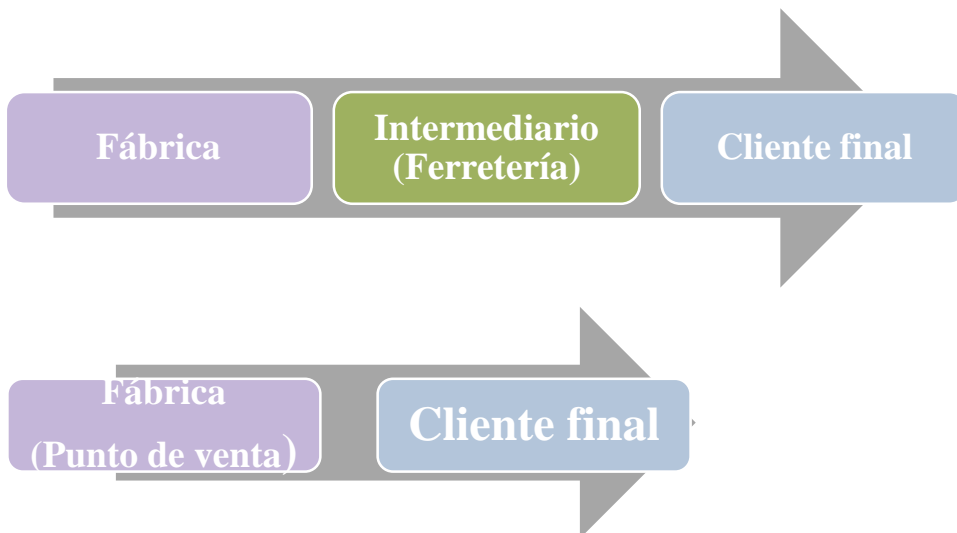 Fábrica
Intermediario
(Ferretería)
Cliente final
Fábrica
(Punto de venta)
Cliente final